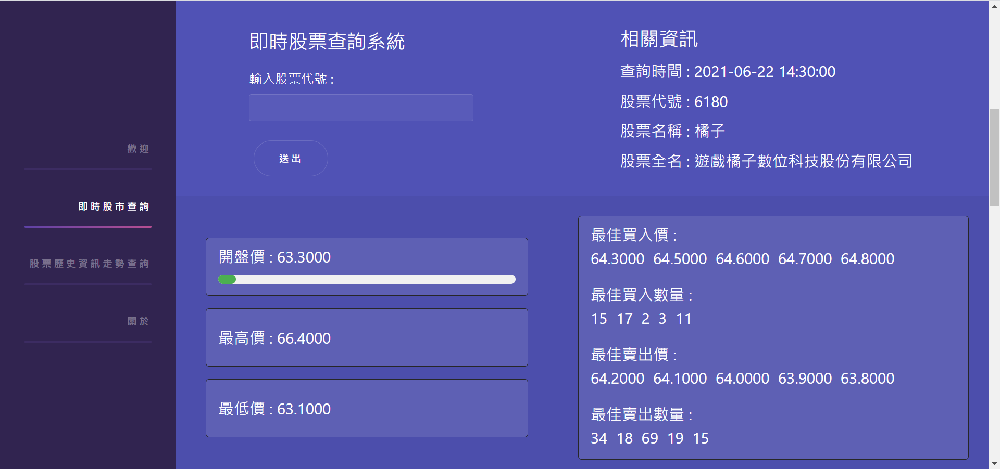 歡迎
即時股市查詢
股票歷史資訊走勢查詢
關於
即時股票查詢系統
輸入股票代號 :
送出
相關資訊
查詢時間 : 2021-06-22 14:30:00
股票代號 : 6180
股票名稱 : 橘子
股票全名 : 遊戲橘子數位科技股份有限公司
開盤價 : 63.3000
最高價 : 66.4000
最低價 : 63.1000
最佳買入價 :
64.3000 64.5000 64.6000 64.7000 64.8000
最佳買入數量 :
15 17 2 3 11
最佳賣出價 :
64.2000 64.1000 64.0000 63.9000 63.8000
最佳賣出數量 :
34 18 69 19 15